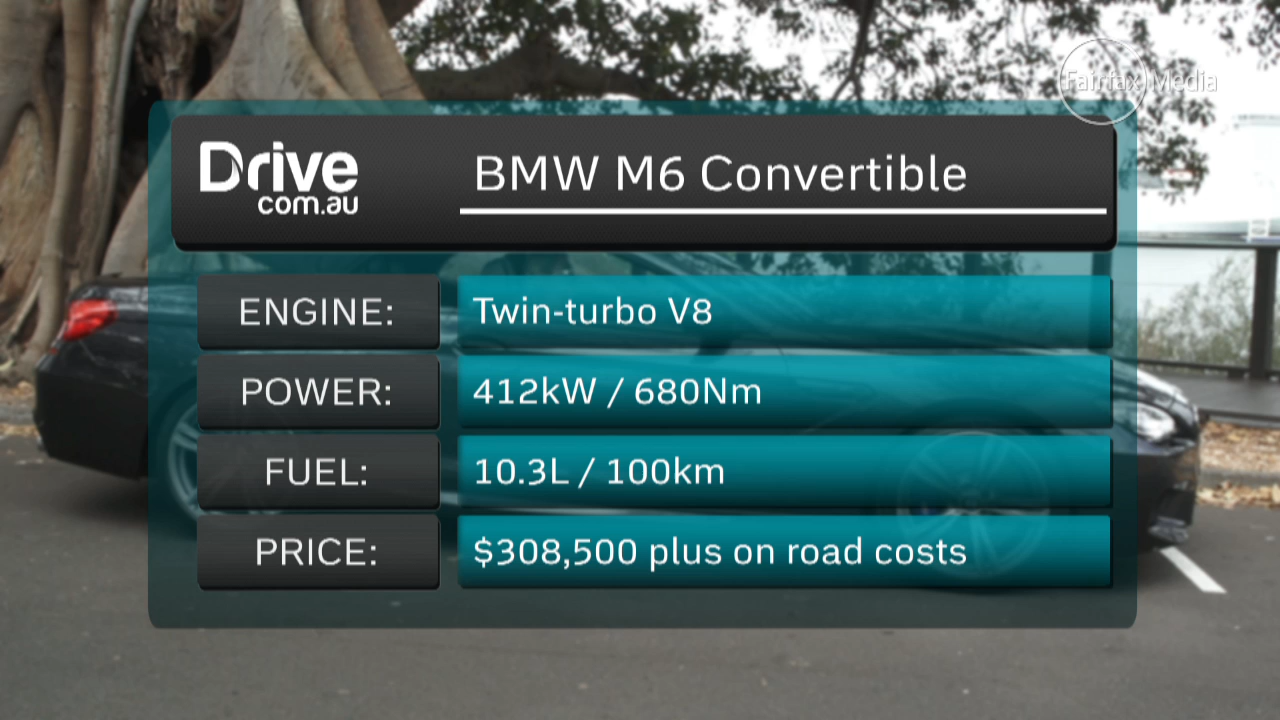 Fairfax Media
Drive
com.au
BMW M6 Convertible
ENGINE: Twin-turbo V8
POWER: 412kW / 680Nm
FUEL: 10.3L / 100km
PRICE: $308,500 plus on road costs